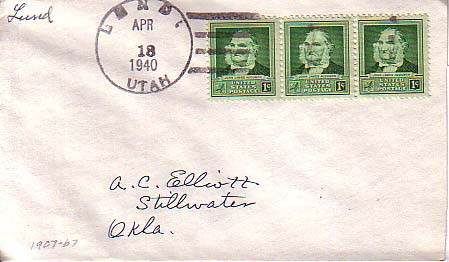 Lund
LUND,
APR
13
1940
UTAH
UNITED
STATES
POSTAGE
1¢
UNITED
STATES
POSTAGE
1¢
UNITED
STATES
POSTAGE
1¢
A. C. Elliott
Stillwater
Okla.
1907-67